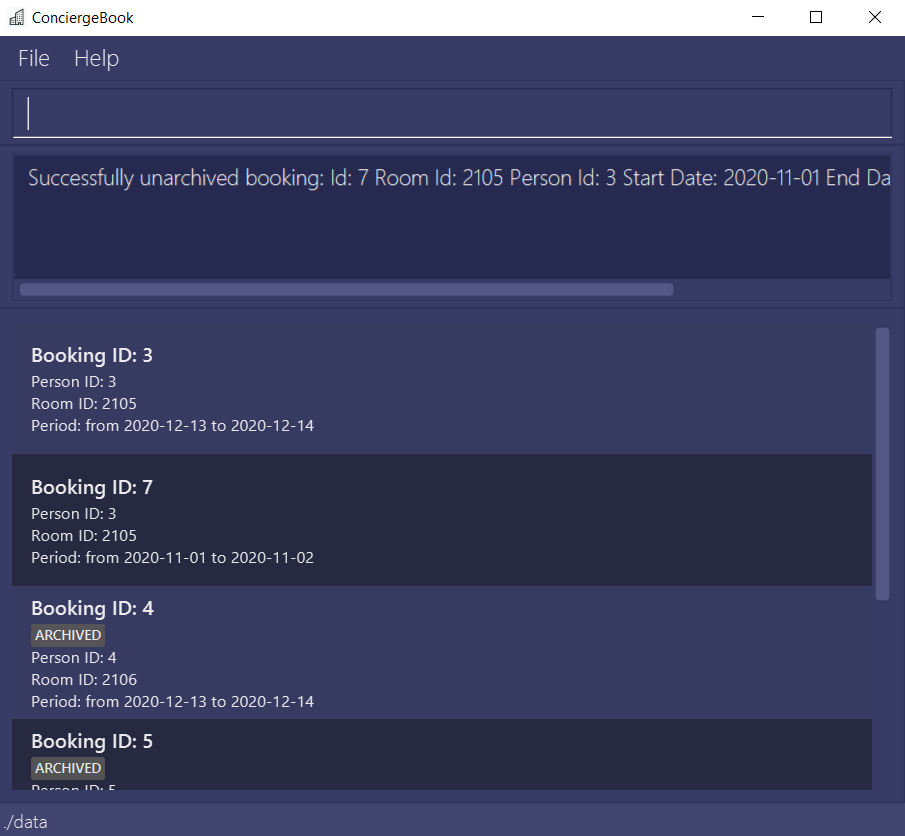 ConciergeBook
File Help
Successfully unarchived booking: Id: 7 Room Id: 2105 Person Id: 3 Start Date: 2020-11-01 End Da
Booking ID: 3
Person ID: 3
Room ID: 2105
Period: from 2020-12-13 to 2020-12-14
Booking ID: 7
Person ID: 3
Room ID: 2105
Period: from 2020-11-01 to 2020-11-02
Booking ID: 4
ARCHIVED
Person ID: 4
Room ID: 2106
Period: from 2020-12-13 to 2020-12-14
Booking ID: 5
ARCHIVED
Person ID: 5
./data